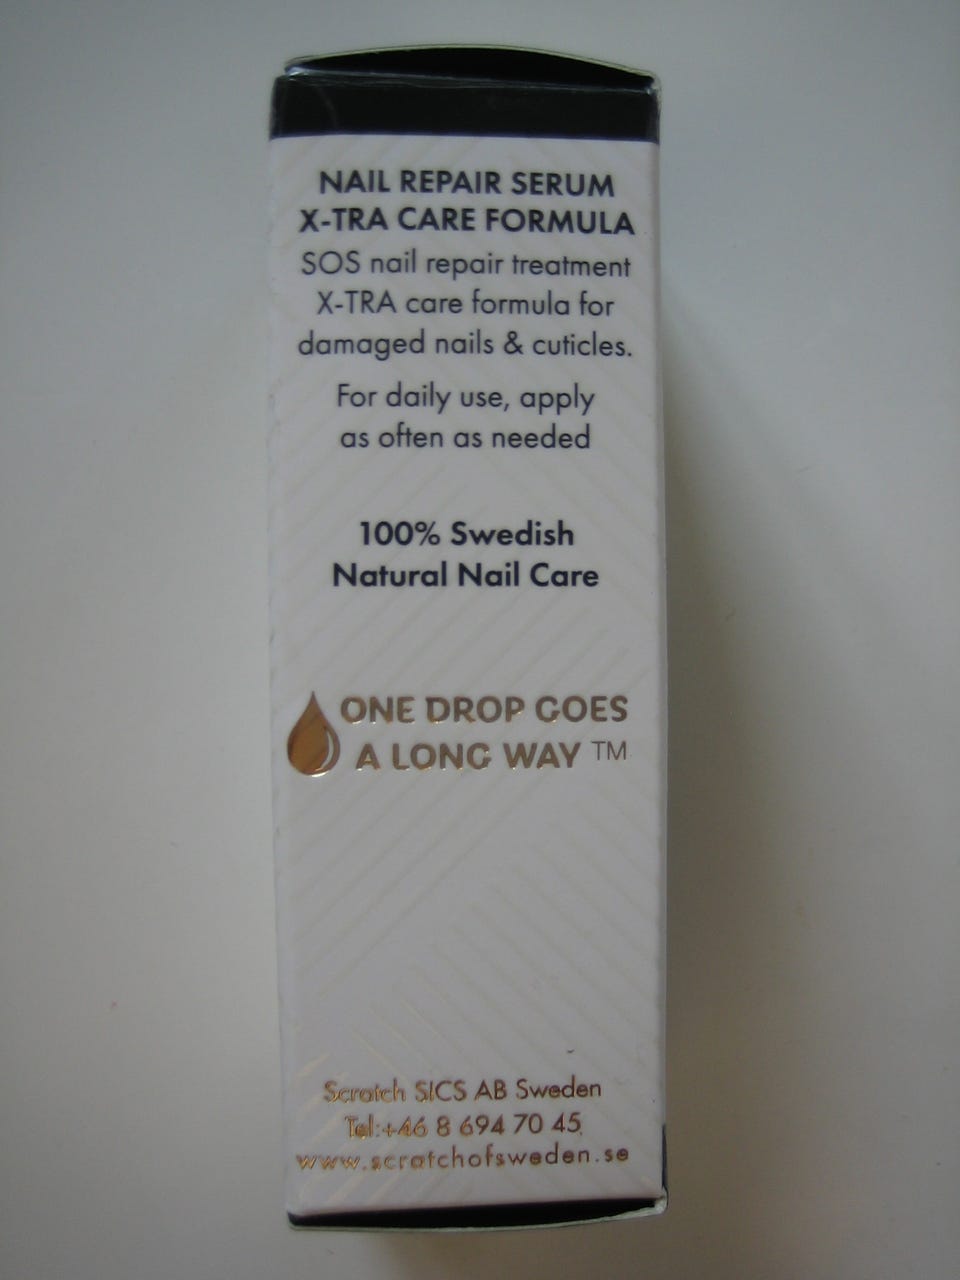 NAIL REPAIR SERUM
X-TRA CARE FORMULA
SOS nail repair treatment
X-TRA care formula for
damaged nails & cuticles.
For daily use, apply
as often as needed
100% Swedish
Natural Nail Care
ONE DROP GOES
A LONG WAY ™
Scratch SICS AB Sweden
Tel:+46 8 694 70 45
www.scratchofsweden.se